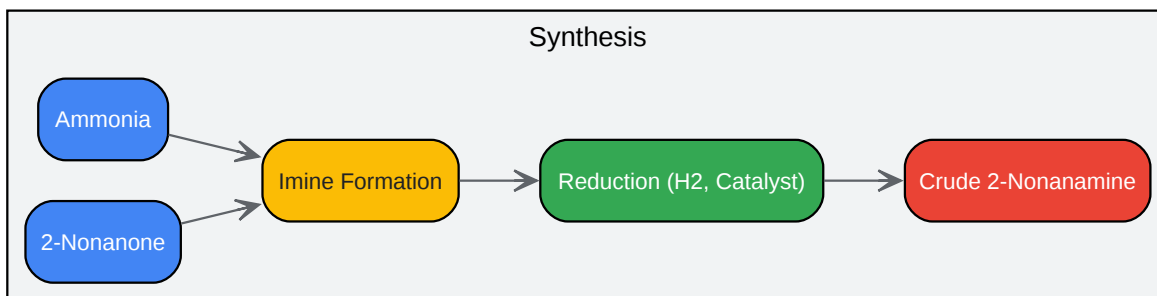 Synthesis
Ammonia
2-Nonanone
Imine Formation
Reduction (H2, Catalyst)
Crude 2-Nonanamine